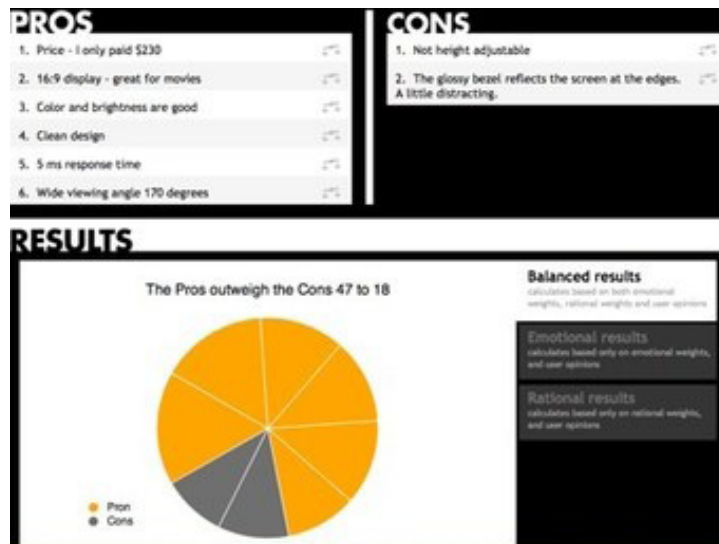 PROS
1. Price - I only paid $230
2. 16:9 display - great for movies
3. Color and brightness are good
4. Clean design
5. 5 ms response time
6. Wide viewing angle 170 degrees
CONS
1. Not height adjustable
2. The glossy bezel reflects the screen at the edges.
A little distracting.
RESULTS
The Pros outweigh the Cons 47 to 18
Pron
Cons
Balanced results
calculates based on both emotional
weights, rational weights and user opinions
Emotional results
calculates based only on emotional weights,
and user opinions
Rational results
calculates based only on rational weights,
and user opinions